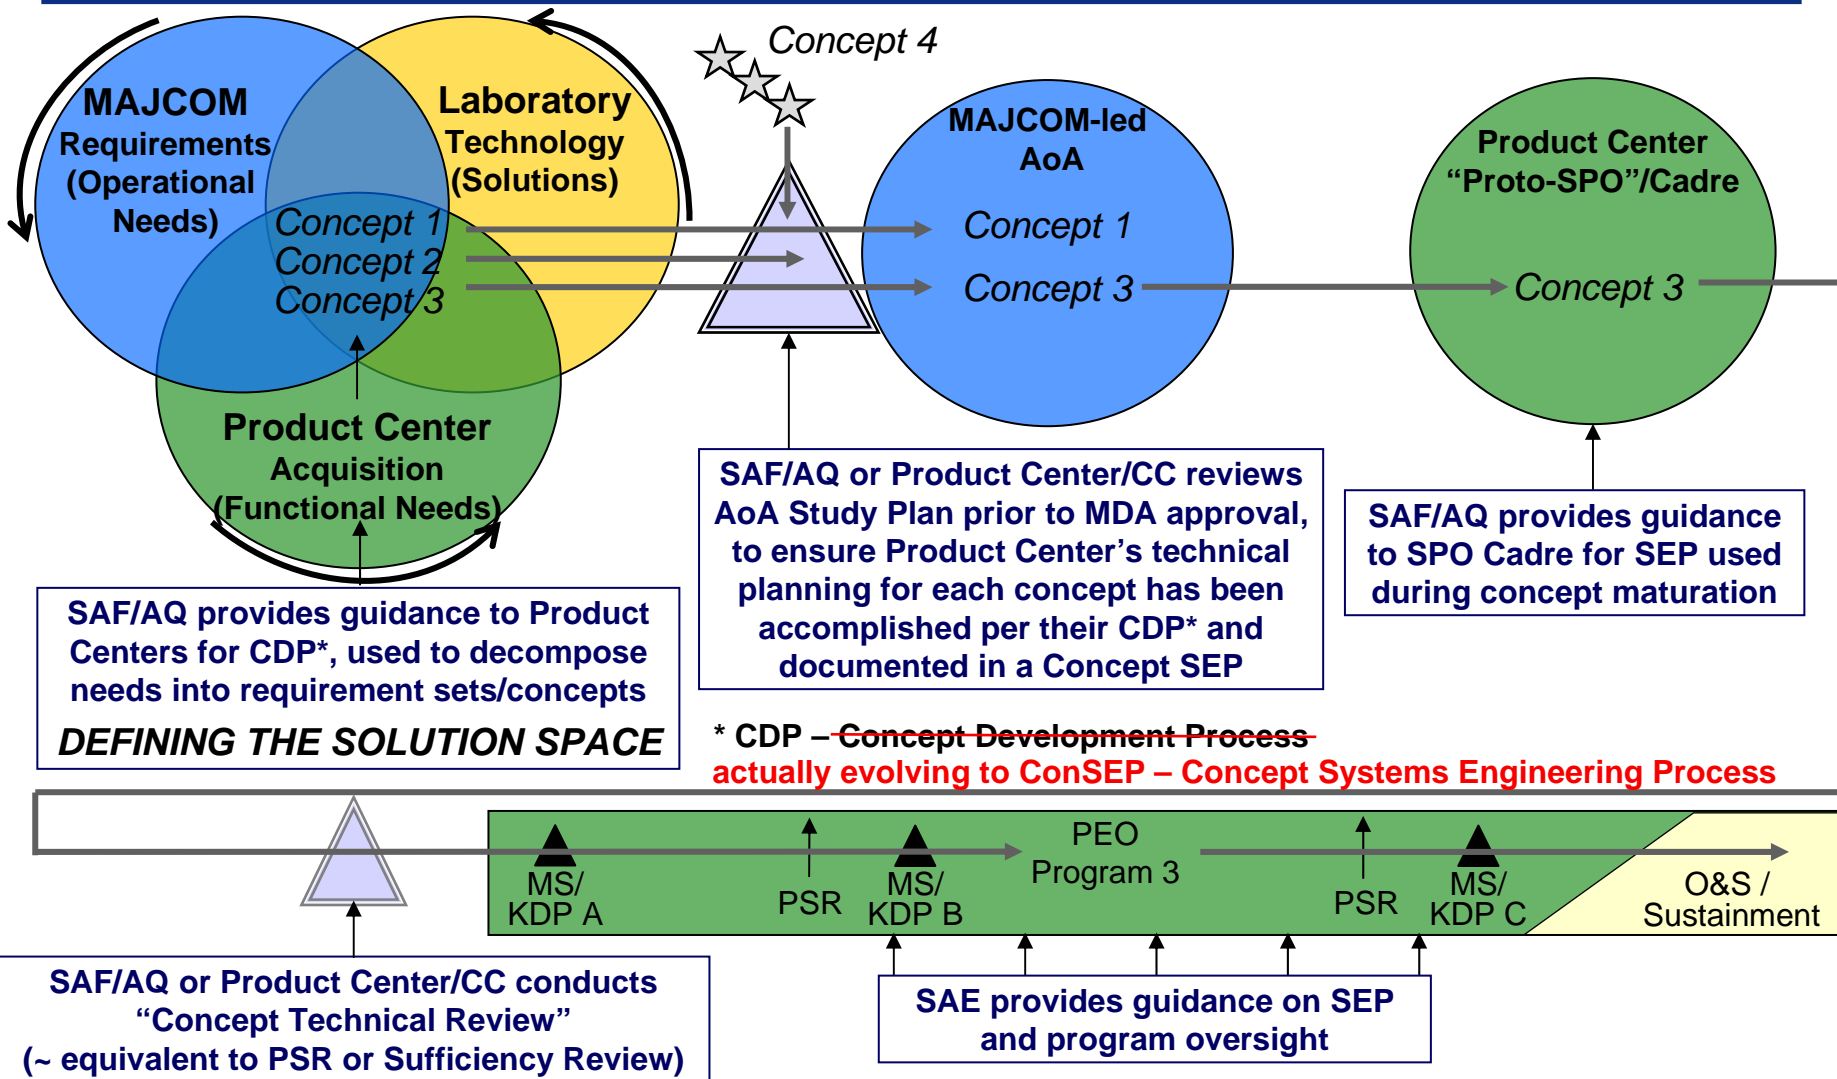 MAJCOM
Requirements
(Operational
Needs)
Laboratory
Technology
(Solutions)
Concept 1
Concept 2
Concept 3
Product Center
Acquisition
(Functional Needs)
Concept 4
MAJCOM-led
AoA
Concept 1
Concept 3
Product Center
“Proto-SPO”/Cadre
Concept 3
SAF/AQ provides guidance to Product
Centers for CDP*, used to decompose
needs into requirement sets/concepts
DEFINING THE SOLUTION SPACE
SAF/AQ or Product Center/CC reviews
AoA Study Plan prior to MDA approval,
to ensure Product Center’s technical
planning for each concept has been
accomplished per their CDP* and
documented in a Concept SEP
SAF/AQ provides guidance
to SPO Cadre for SEP used
during concept maturation
* CDP – Concept Development Process
actually evolving to ConSEP – Concept Systems Engineering Process
MS/
KDP A
PSR
MS/
KDP B
PEO
Program 3
PSR
MS/
KDP C
O&S /
Sustainment
SAF/AQ or Product Center/CC conducts
“Concept Technical Review”
(~ equivalent to PSR or Sufficiency Review)
SAE provides guidance on SEP
and program oversight